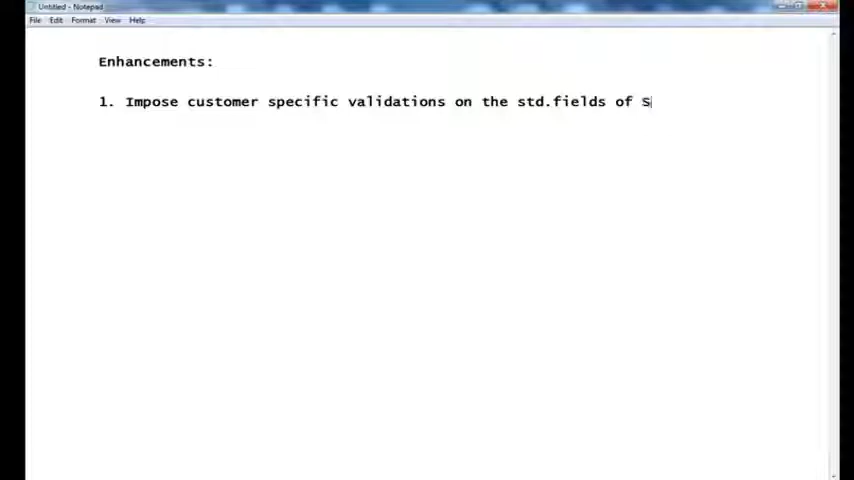 Untitled - Notepad
File Edit Format View Help
Enhancements:
1. Impose customer specific validations on the std.fields of S